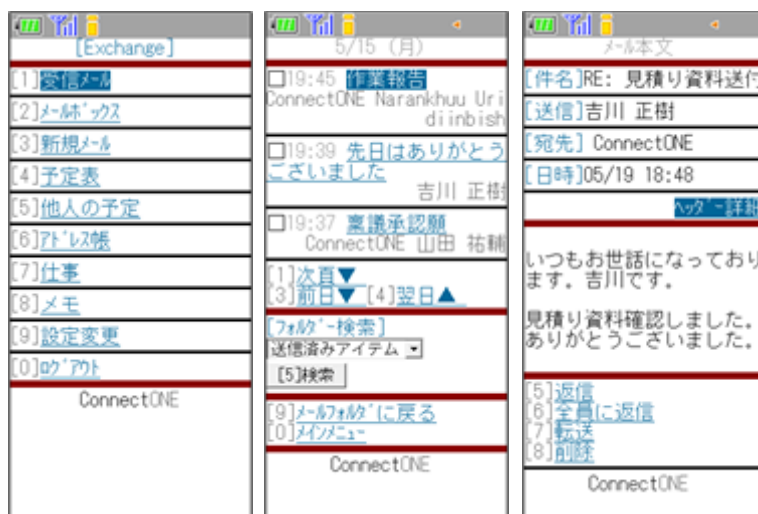 [Exchange]
[1]受信ﾒｰﾙ
[2]ﾒｰﾙﾎﾞｯｸｽ
[3]新規ﾒｰﾙ
[4]予定表
[5]他人の予定
[6]ｱﾄﾞﾚｽ帳
[7]仕事
[8]メモ
[9]設定変更
[0]ﾛｸﾞｱｳﾄ
ConnectONE
5/15 (月)
19:45 作業報告
ConnectONE Narankhuu Uri
diinbish
19:39 先日はありがとう
ございました
吉川 正樹
19:37 稟議承認願
ConnectONE 山田 祐輔
[1]次頁▼
[3]前日▼ [4]翌日▲
[ﾌｫﾙﾀﾞｰ検索]
送信済みアイテム
[5]検索
[9]ﾒｰﾙﾌｫﾙﾀﾞに戻る
[0]ﾒｲﾝﾒﾆｭｰ
ConnectONE
ﾒｰﾙ本文
[件名]RE: 見積り資料送付
[送信]吉川 正樹
[宛先] ConnectONE
[日時]05/19 18:48
ﾍｯﾀﾞｰ詳細
いつもお世話になっており
ます。吉川です。
見積り資料確認しました。
ありがとうございました。
[5]返信
[6]全員に返信
[7]転送
[8]削除
ConnectONE